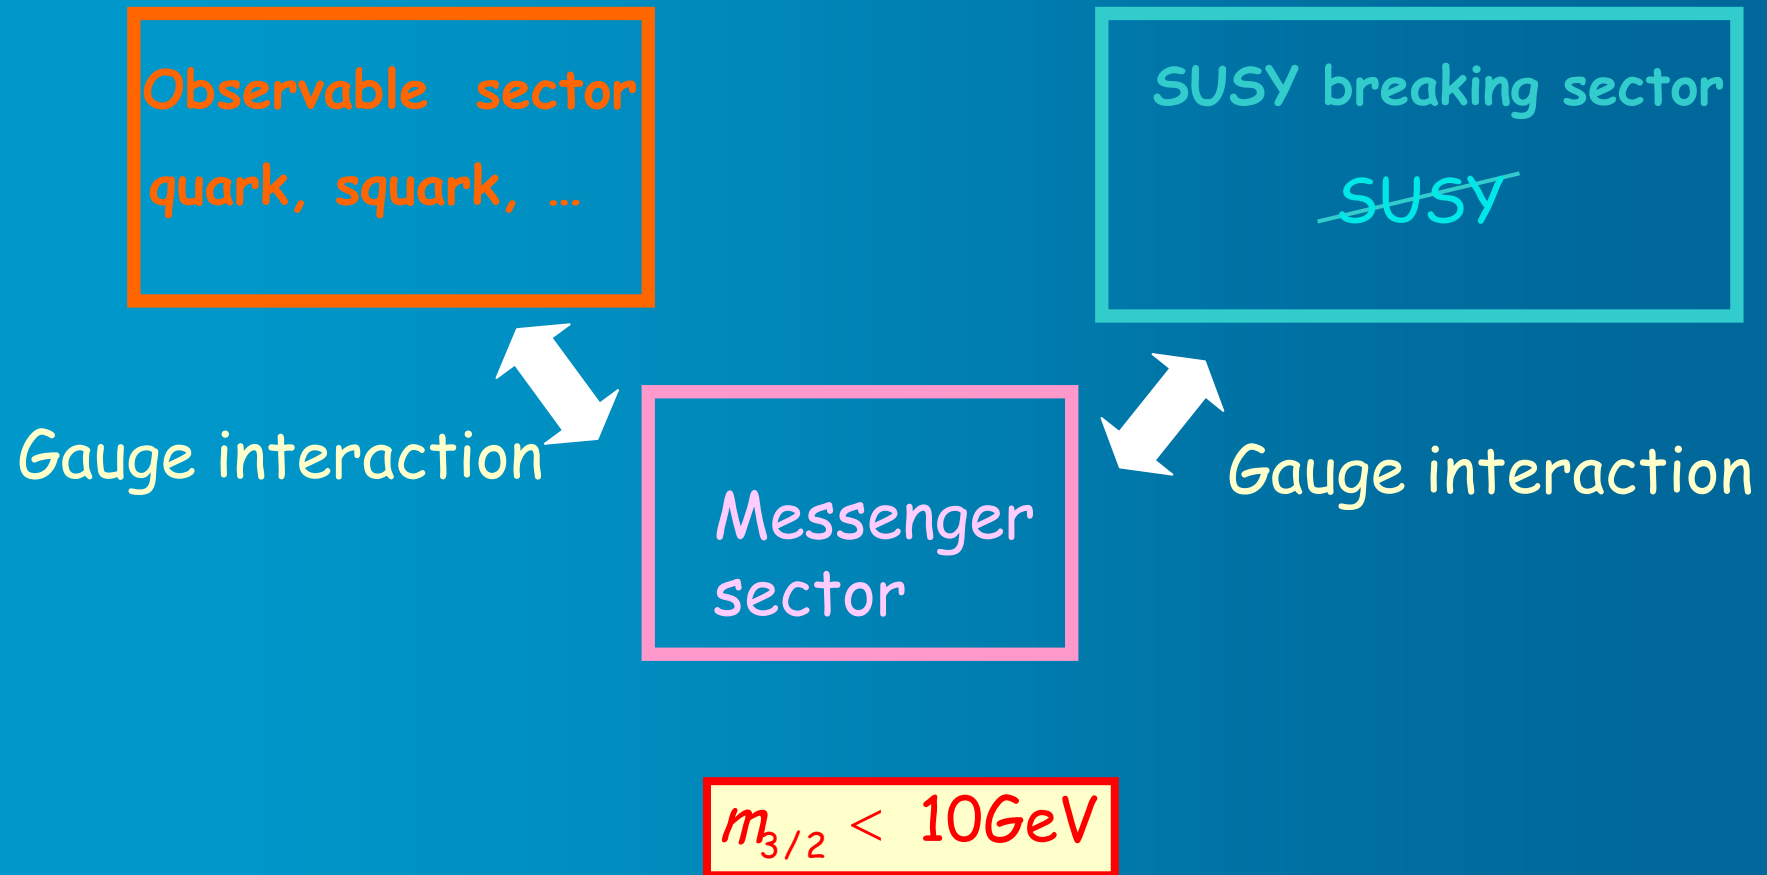 Observable sector
quark, squark, …
SUSY breaking sector
SUSY
Gauge interaction
Gauge interaction
Messenger
sector
m3/2 < 10GeV